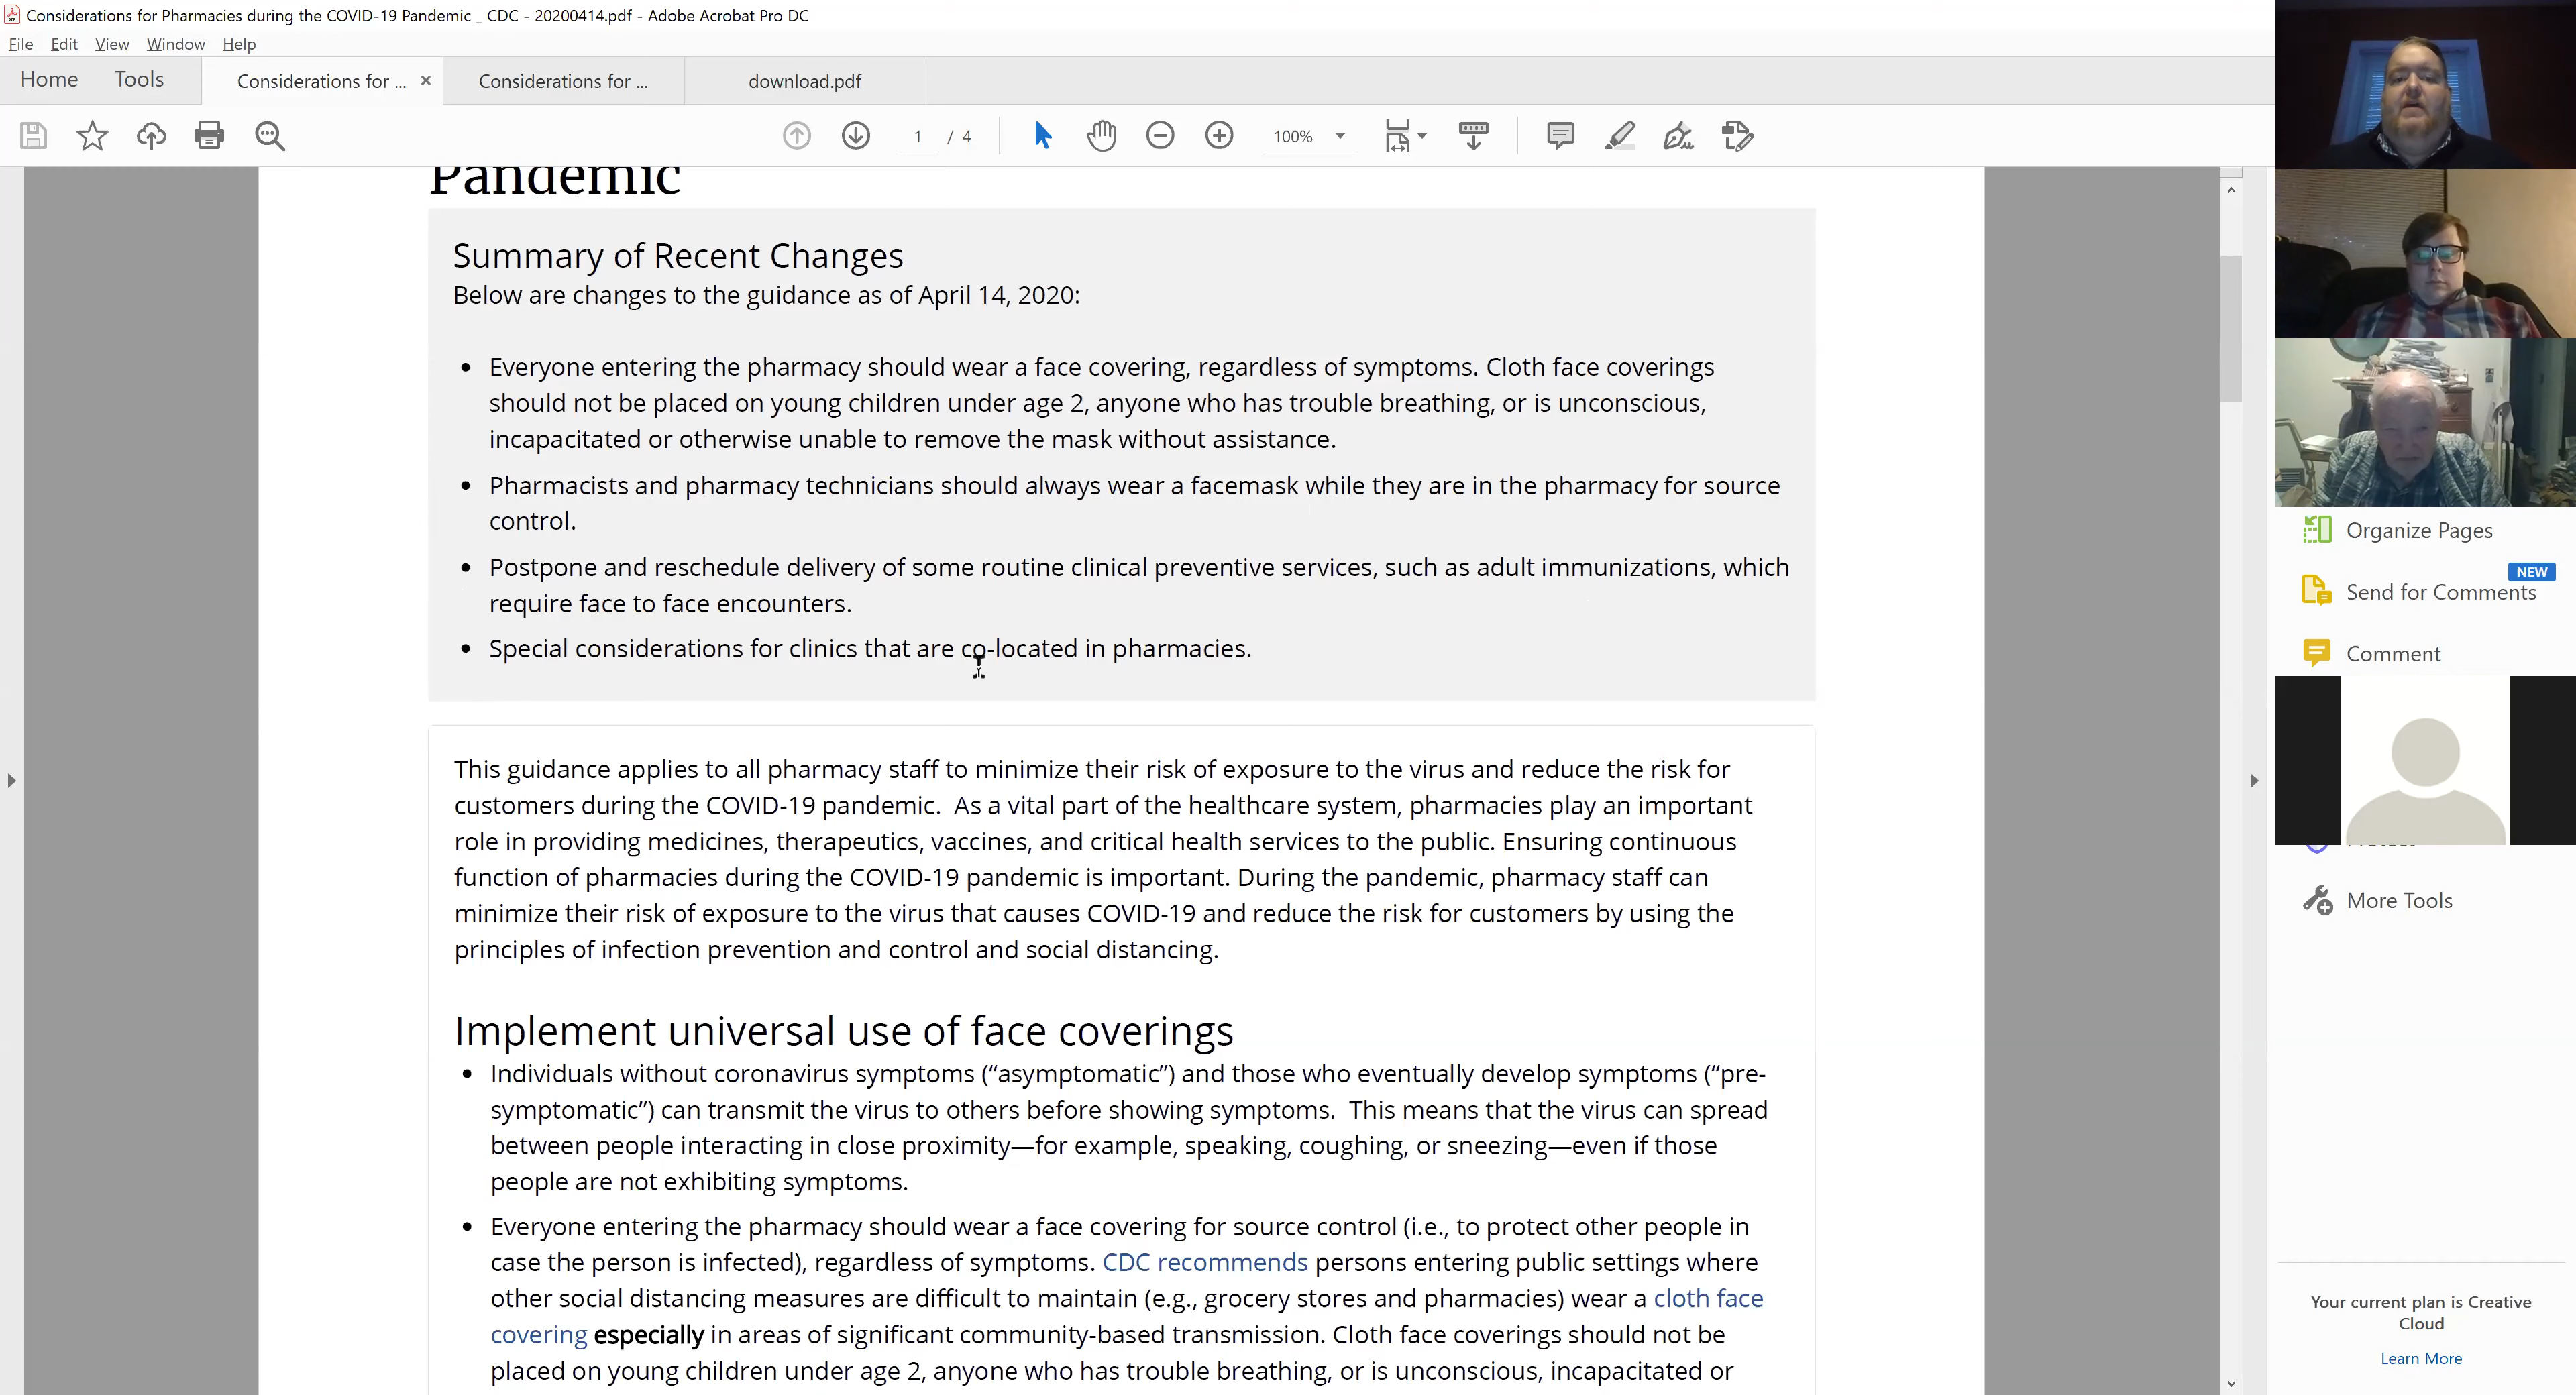 Considerations for Pharmacies during the COVID-19 Pandemic _ CDC - 20200414.pdf - Adobe Acrobat Pro DC
File Edit View Window Help
Home Tools Considerations for ... × Considerations for ... download.pdf
1 / 4 100%
Pandemic
Summary of Recent Changes
Below are changes to the guidance as of April 14, 2020:
• Everyone entering the pharmacy should wear a face covering, regardless of symptoms. Cloth face coverings
should not be placed on young children under age 2, anyone who has trouble breathing, or is unconscious,
incapacitated or otherwise unable to remove the mask without assistance.
• Pharmacists and pharmacy technicians should always wear a facemask while they are in the pharmacy for source
control.
• Postpone and reschedule delivery of some routine clinical preventive services, such as adult immunizations, which
require face to face encounters.
• Special considerations for clinics that are co-located in pharmacies.
This guidance applies to all pharmacy staff to minimize their risk of exposure to the virus and reduce the risk for
customers during the COVID-19 pandemic.  As a vital part of the healthcare system, pharmacies play an important
role in providing medicines, therapeutics, vaccines, and critical health services to the public. Ensuring continuous
function of pharmacies during the COVID-19 pandemic is important. During the pandemic, pharmacy staff can
minimize their risk of exposure to the virus that causes COVID-19 and reduce the risk for customers by using the
principles of infection prevention and control and social distancing.
Implement universal use of face coverings
• Individuals without coronavirus symptoms (“asymptomatic”) and those who eventually develop symptoms (“pre-
symptomatic”) can transmit the virus to others before showing symptoms.  This means that the virus can spread
between people interacting in close proximity—for example, speaking, coughing, or sneezing—even if those
people are not exhibiting symptoms.
• Everyone entering the pharmacy should wear a face covering for source control (i.e., to protect other people in
case the person is infected), regardless of symptoms. CDC recommends persons entering public settings where
other social distancing measures are difficult to maintain (e.g., grocery stores and pharmacies) wear a cloth face
covering especially in areas of significant community-based transmission. Cloth face coverings should not be
placed on young children under age 2, anyone who has trouble breathing, or is unconscious, incapacitated or
Organize Pages
NEW
Send for Comments
Comment
More Tools
Your current plan is Creative
Cloud
Learn More